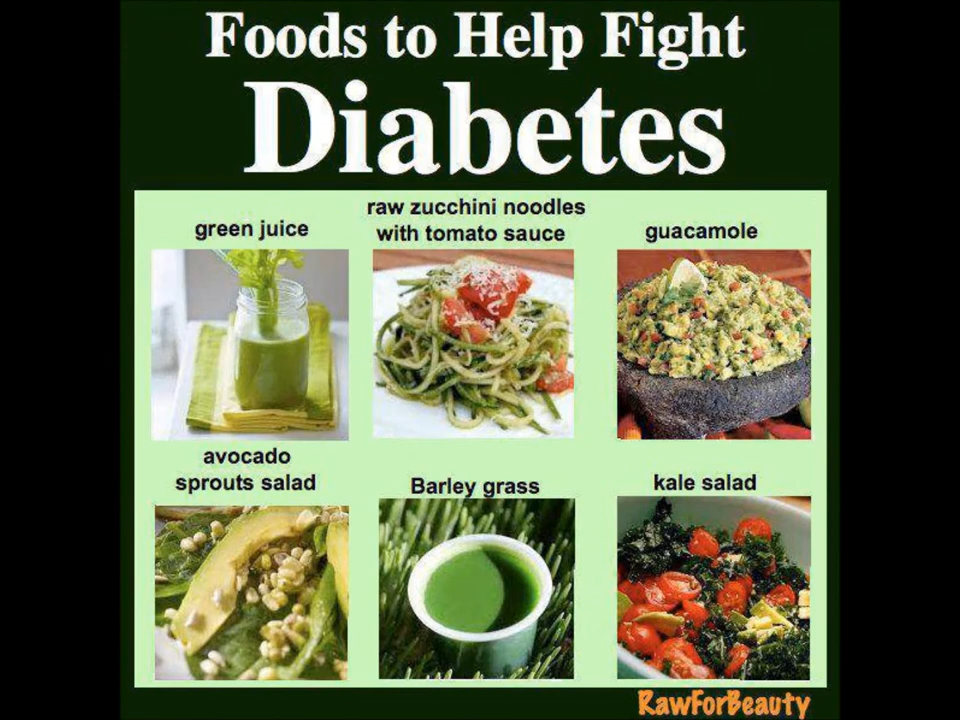 Foods to Help Fight
Diabetes
green juice
raw zucchini noodles
with tomato sauce
guacamole
avocado
sprouts salad
Barley grass
kale salad
RawForBeauty